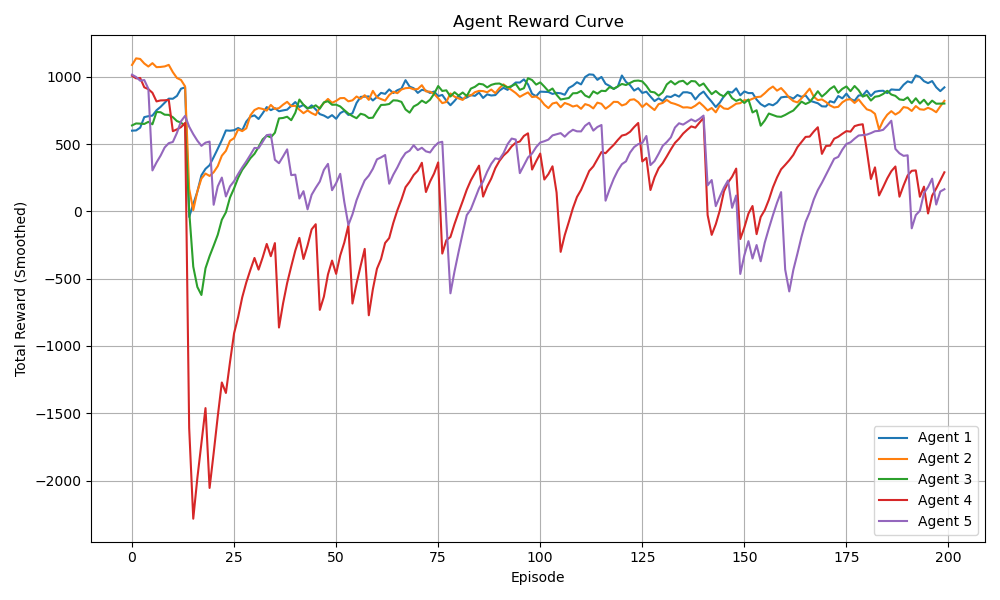 Agent Reward Curve
Total Reward (Smoothed)
1000
500
0
−500
−1000
−1500
−2000
0 25 50 75 100 125 150 175 200
Episode
Agent 1
Agent 2
Agent 3
Agent 4
Agent 5